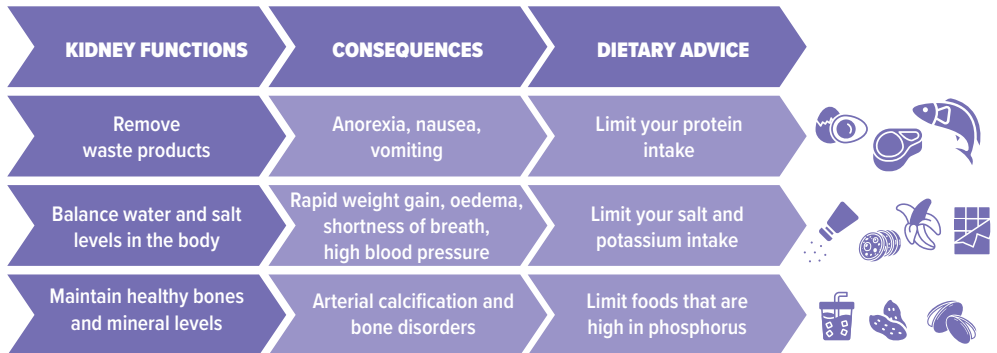 KIDNEY FUNCTIONS
CONSEQUENCES
DIETARY ADVICE
Remove
waste products
Anorexia, nausea,
vomiting
Limit your protein
intake
Balance water and salt
levels in the body
Rapid weight gain, oedema,
shortness of breath,
high blood pressure
Limit your salt and
potassium intake
Maintain healthy bones
and mineral levels
Arterial calcification and
bone disorders
Limit foods that are
high in phosphorus